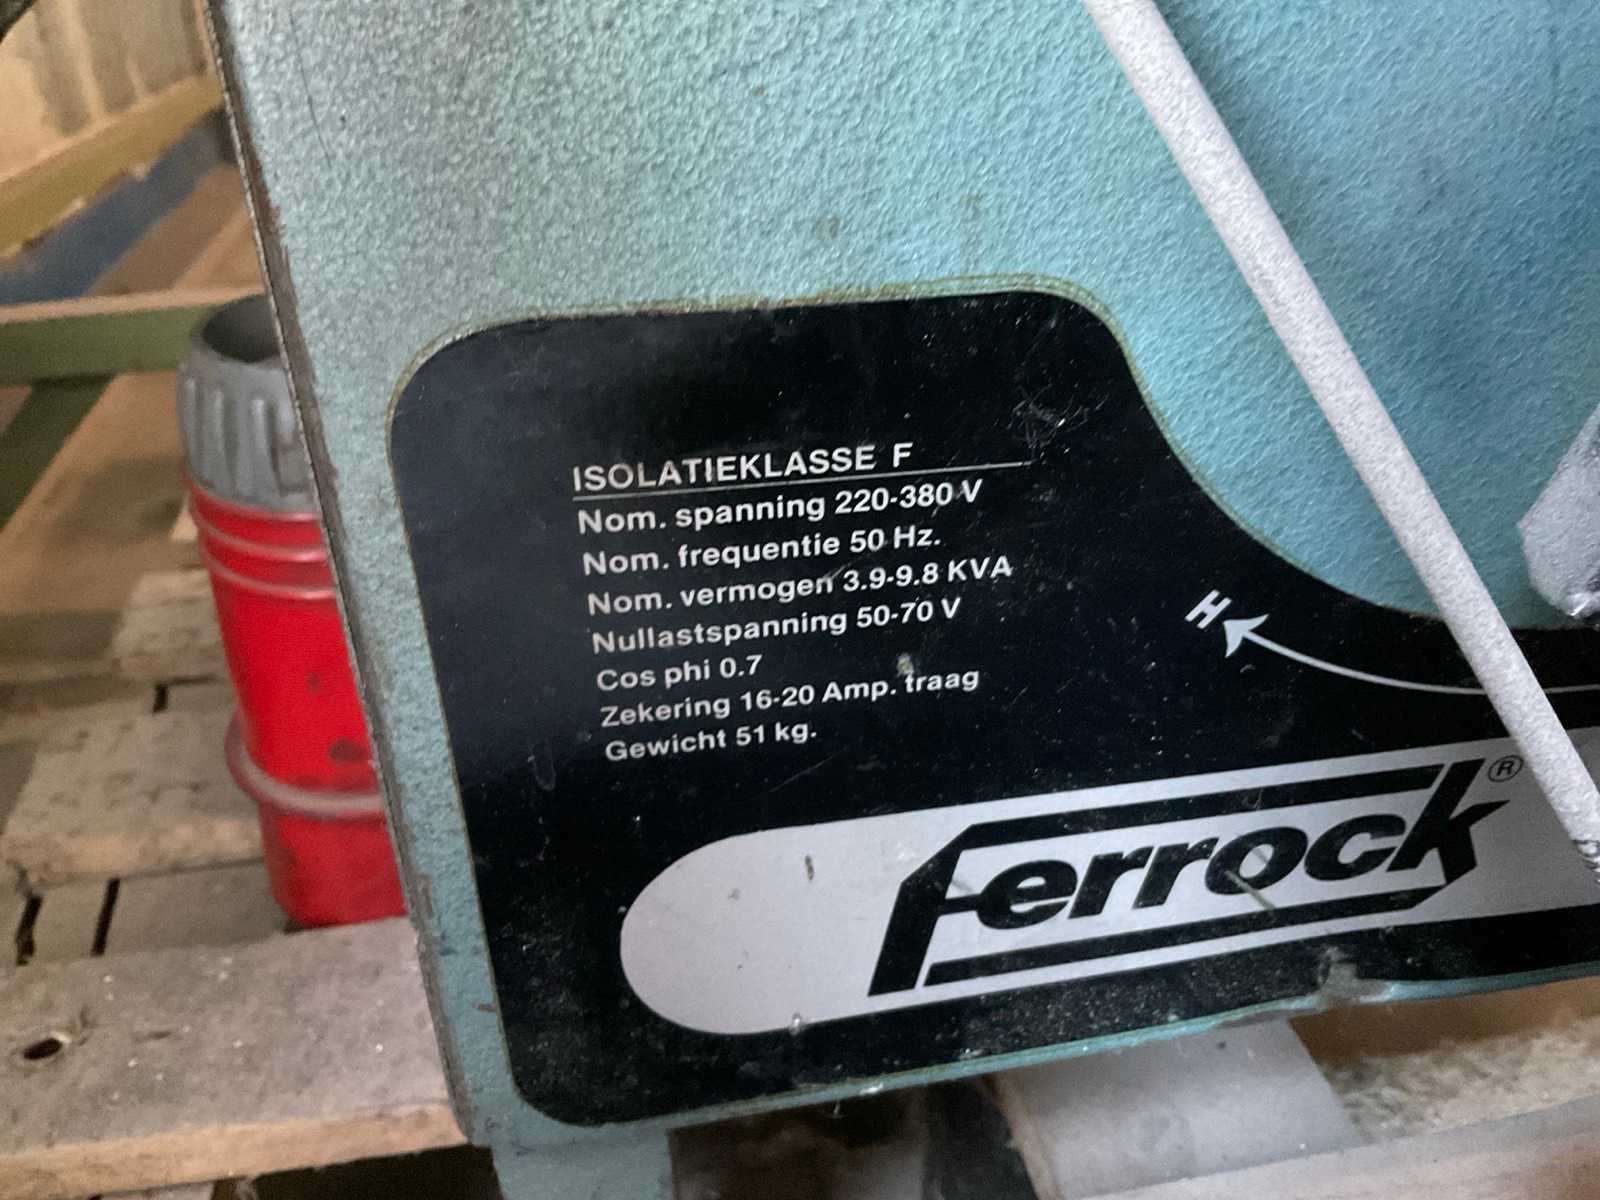 ISOLATIEKLASSE F
Nom. spanning 220-380 V
Nom. frequentie 50 Hz.
Nom. vermogen 3.9-9.8 KVA
Nullastspanning 50-70 V
Cos phi 0.7
Zekering 16-20 Amp. traag
Gewicht 51 kg.
H
Ferrock®